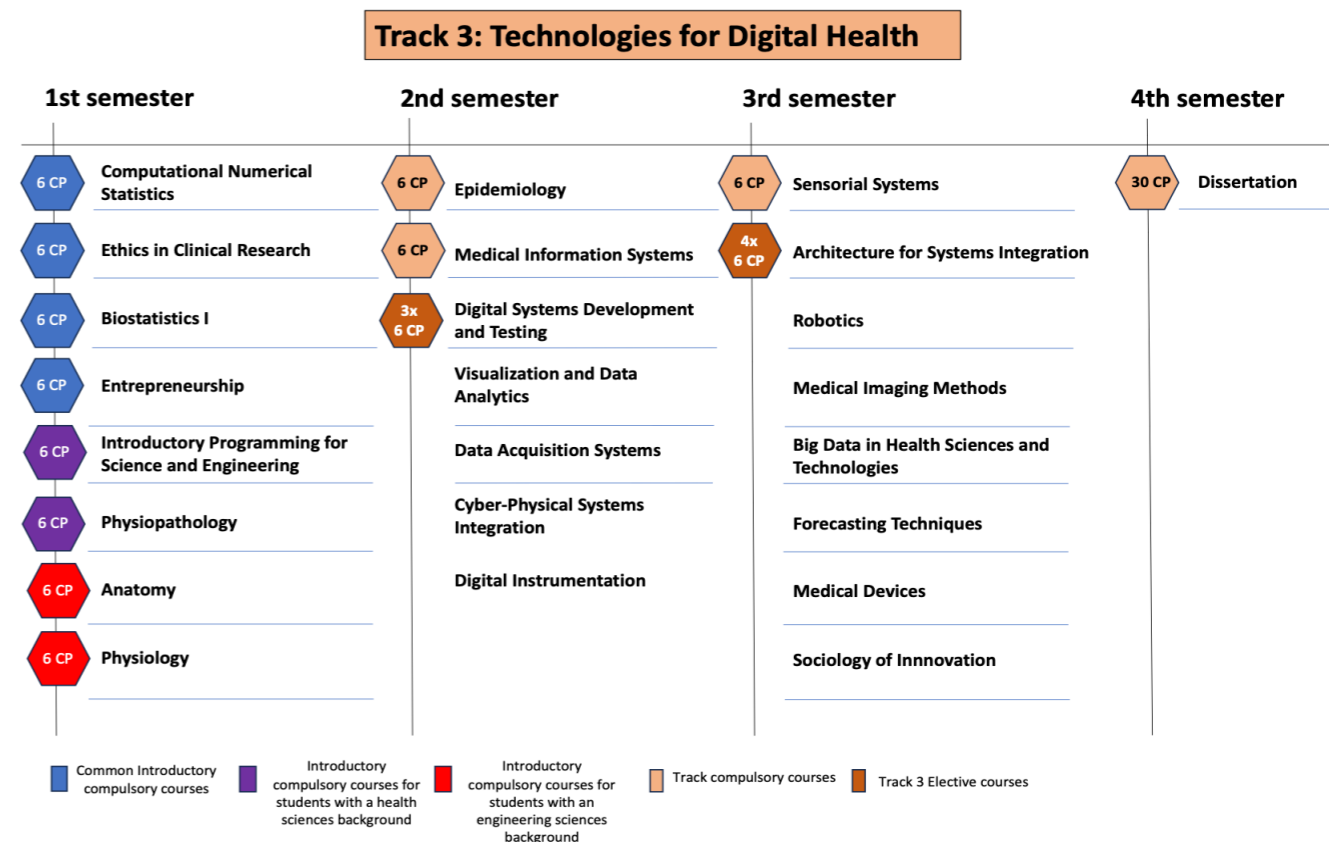 Track 3: Technologies for Digital Health
1st semester
2nd semester
3rd semester
4th semester
6 CP
Computational Numerical
Statistics
6 CP
Ethics in Clinical Research
6 CP
Biostatistics I
6 CP
Entrepreneurship
6 CP
Introductory Programming for
Science and Engineering
6 CP
Physiopathology
6 CP
Anatomy
6 CP
Physiology
6 CP
Epidemiology
6 CP
Medical Information Systems
3x
6 CP
Digital Systems Development
and Testing
Visualization and Data
Analytics
Data Acquisition Systems
Cyber-Physical Systems
Integration
Digital Instrumentation
6 CP
Sensorial Systems
4x
6 CP
Architecture for Systems Integration
Robotics
Medical Imaging Methods
Big Data in Health Sciences and
Technologies
Forecasting Techniques
Medical Devices
Sociology of Innnovation
30 CP
Dissertation
Common Introductory
compulsory courses
Introductory
compulsory courses for
students with a health
sciences background
Introductory
compulsory courses for
students with an
engineering sciences
background
Track compulsory courses
Track 3 Elective courses